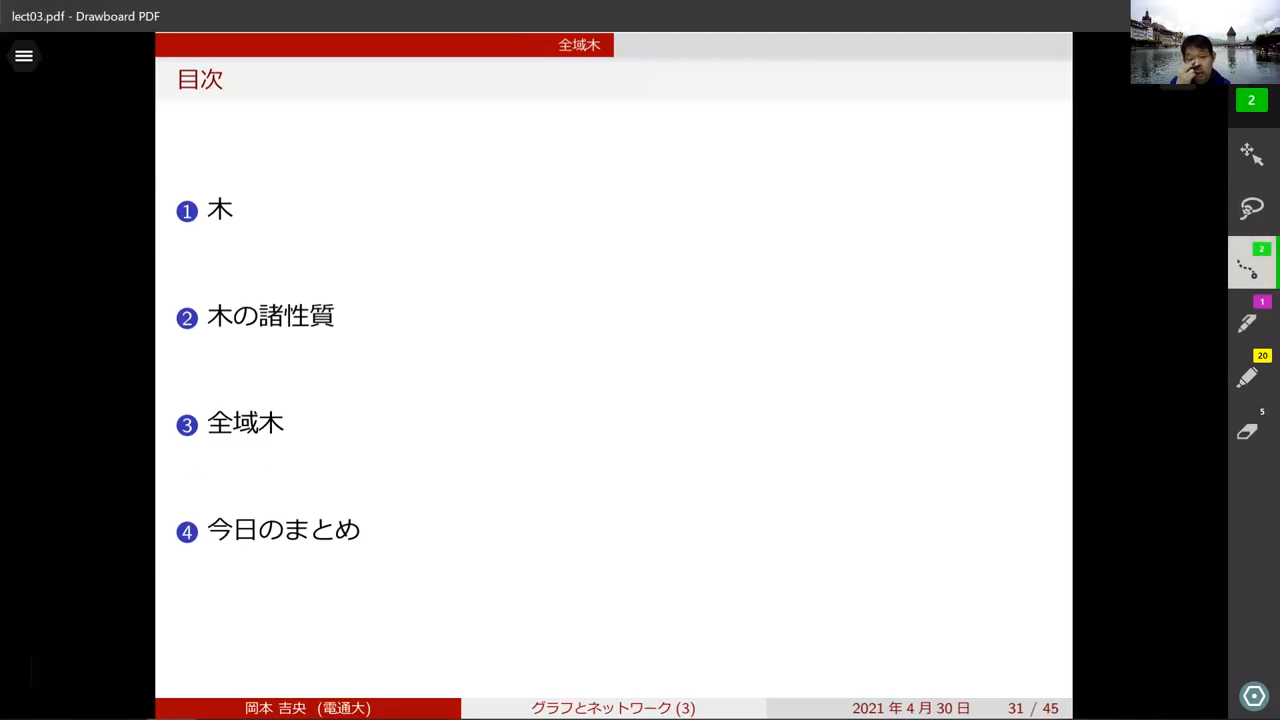 lect03.pdf - Drawboard PDF
全域木
目次
2
1 木
2
2 木の諸性質
1
20
3 全域木
5
4 今日のまとめ
岡本 吉央 (電通大) グラフとネットワーク (3) 2021 年 4 月 30 日 31 / 45